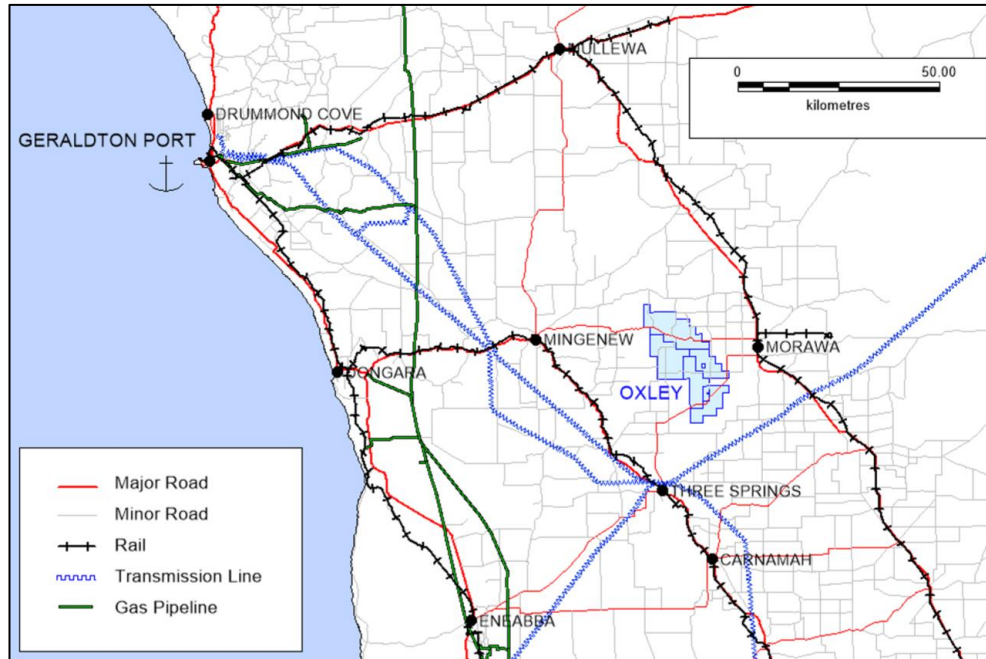 MULLEWA
0 50.00
kilometres
DRUMMOND COVE
GERALDTON PORT
MINGENEW
MORAWA
OXLEY
THREE SPRINGS
CARNAMAH
ENEABBA
Major Road
Minor Road
Rail
Transmission Line
Gas Pipeline